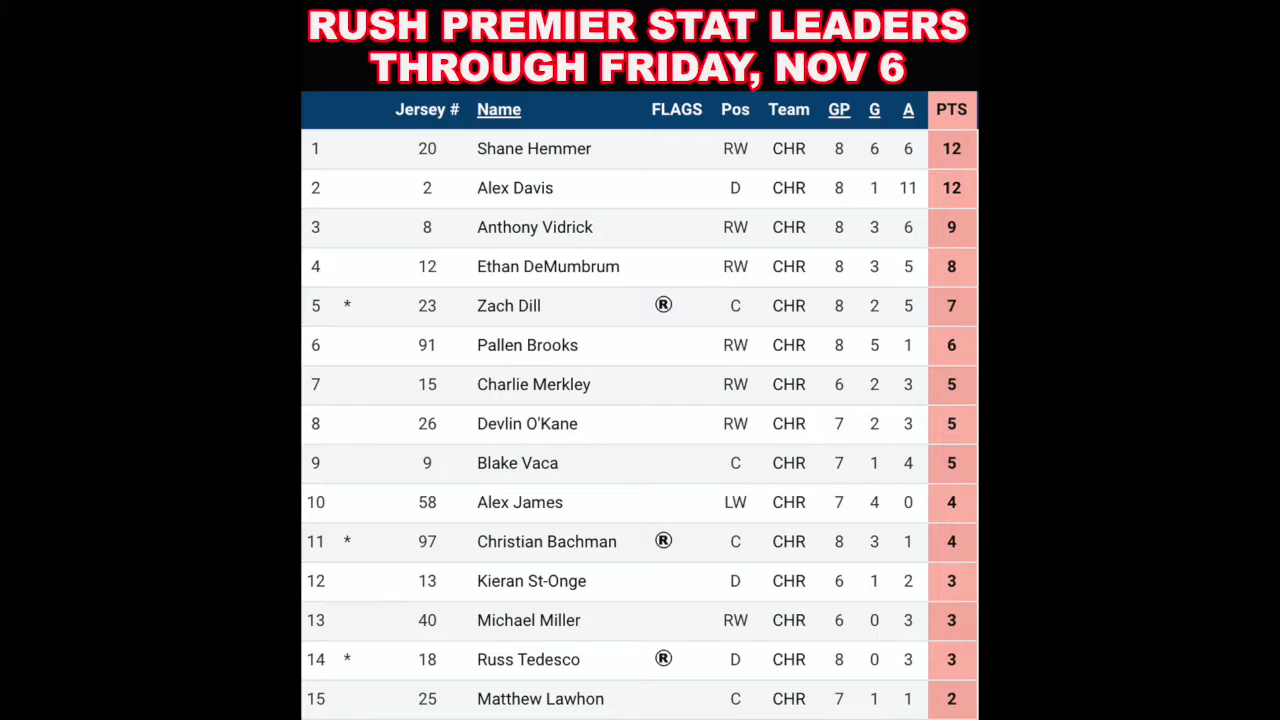 RUSH PREMIER STAT LEADERS
THROUGH FRIDAY, NOV 6
Jersey # Name FLAGS Pos Team GP G A PTS
1 20 Shane Hemmer RW CHR 8 6 6 12
2 2 Alex Davis D CHR 8 1 11 12
3 8 Anthony Vidrick RW CHR 8 3 6 9
4 12 Ethan DeMumbrum RW CHR 8 3 5 8
5 * 23 Zach Dill ® C CHR 8 2 5 7
6 91 Pallen Brooks RW CHR 8 5 1 6
7 15 Charlie Merkley RW CHR 6 2 3 5
8 26 Devlin O'Kane RW CHR 7 2 3 5
9 9 Blake Vaca C CHR 7 1 4 5
10 58 Alex James LW CHR 7 4 0 4
11 * 97 Christian Bachman ® C CHR 8 3 1 4
12 13 Kieran St-Onge D CHR 6 1 2 3
13 40 Michael Miller RW CHR 6 0 3 3
14 * 18 Russ Tedesco ® D CHR 8 0 3 3
15 25 Matthew Lawhon C CHR 7 1 1 2